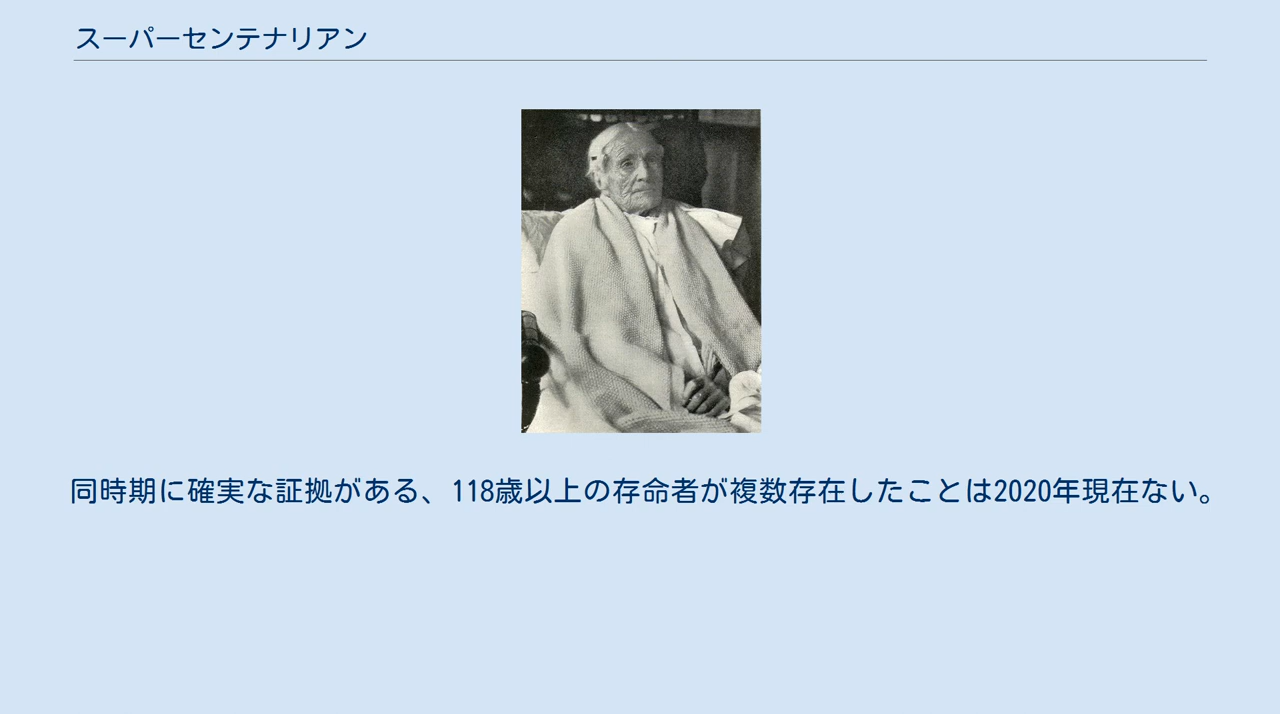 スーパーセンテナリアン
同時期に確実な証拠がある、118歳以上の存命者が複数存在したことは2020年現在ない。